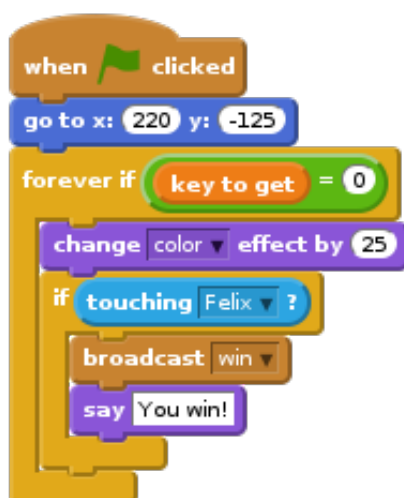 when clicked
go to x: 220 y: -125
forever if key to get = 0
change color effect by 25
if touching Felix ?
broadcast win
say You win!